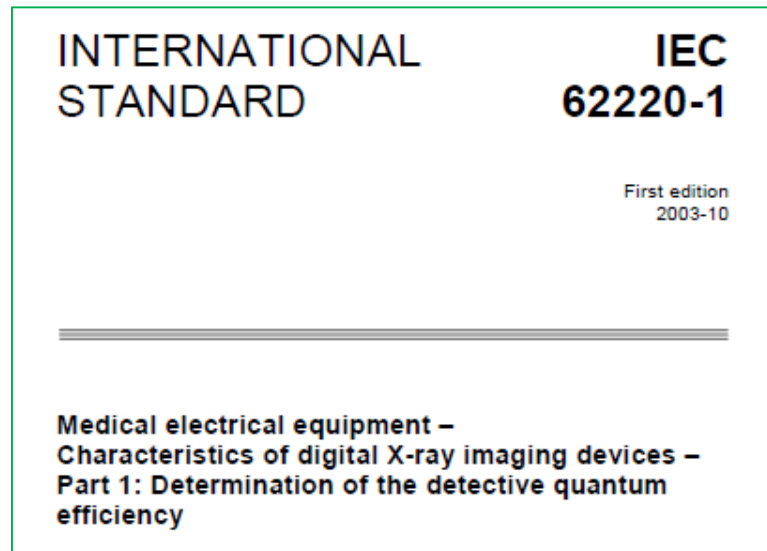 INTERNATIONAL
STANDARD
IEC
62220-1
First edition
2003-10
Medical electrical equipment –
Characteristics of digital X-ray imaging devices –
Part 1: Determination of the detective quantum
efficiency